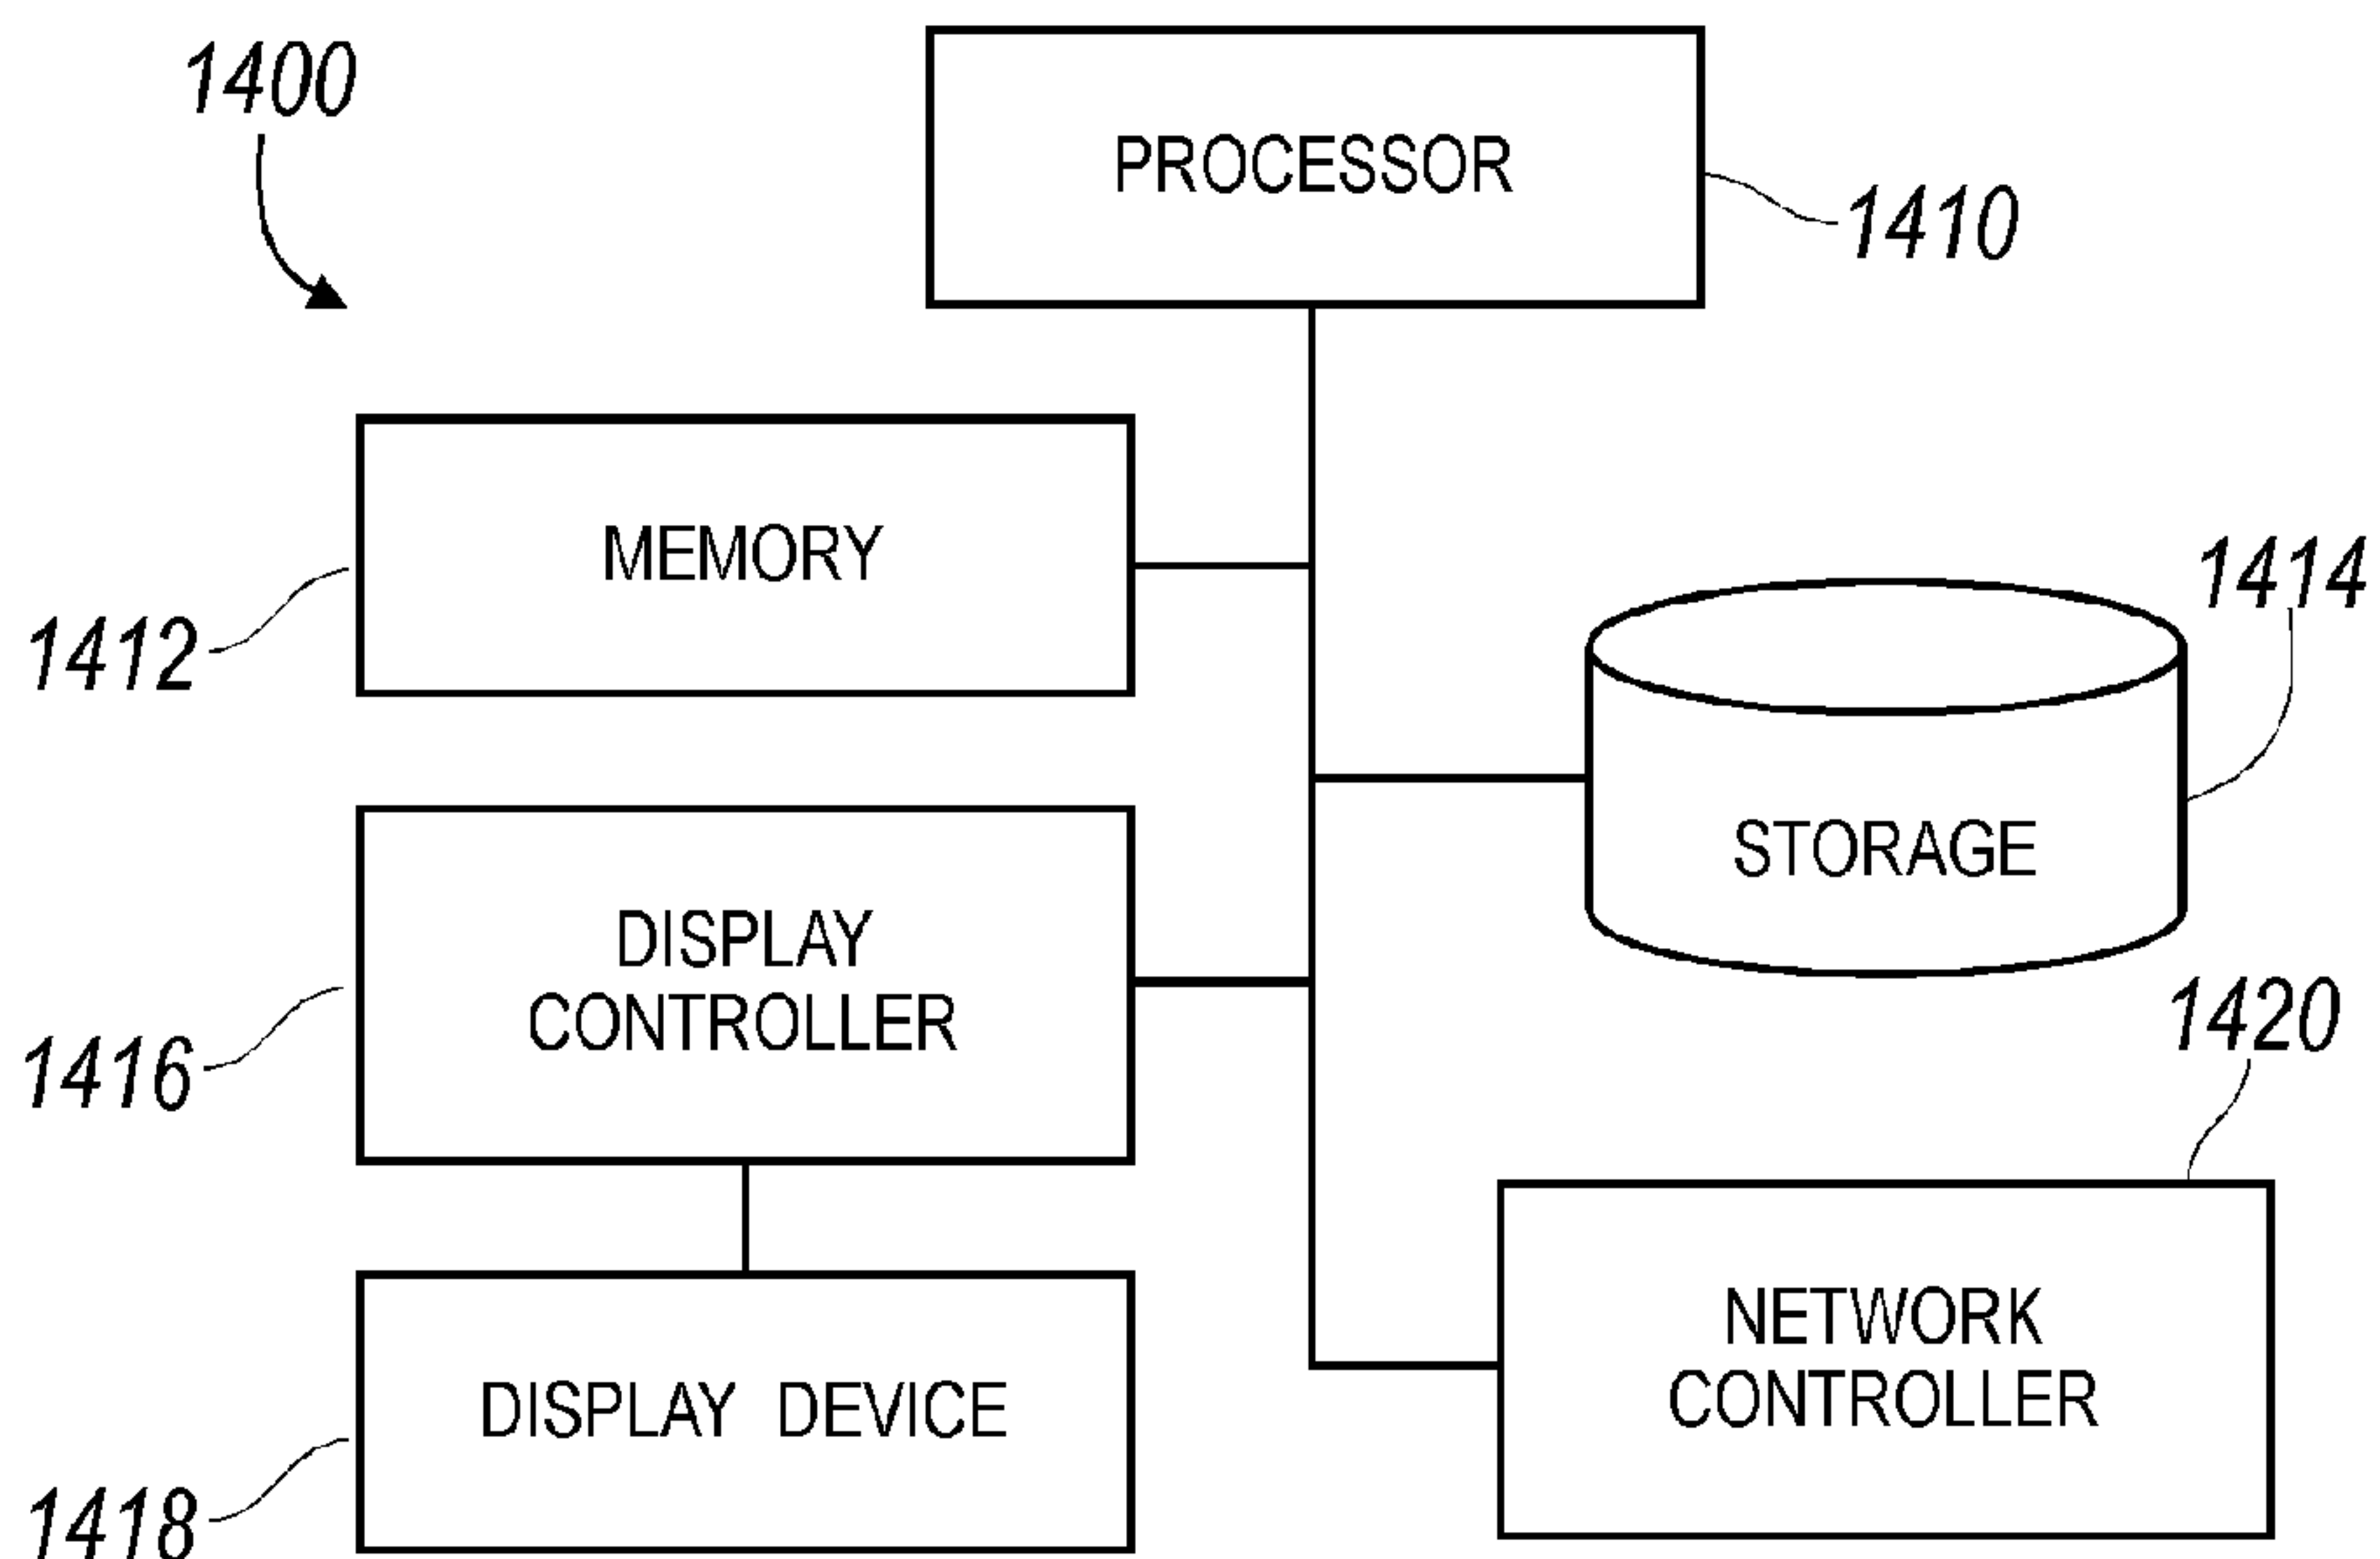 1400
PROCESSOR
1410
MEMORY
1412
1414
STORAGE
DISPLAY
CONTROLLER
1416
1420
DISPLAY DEVICE
1418
NETWORK
CONTROLLER